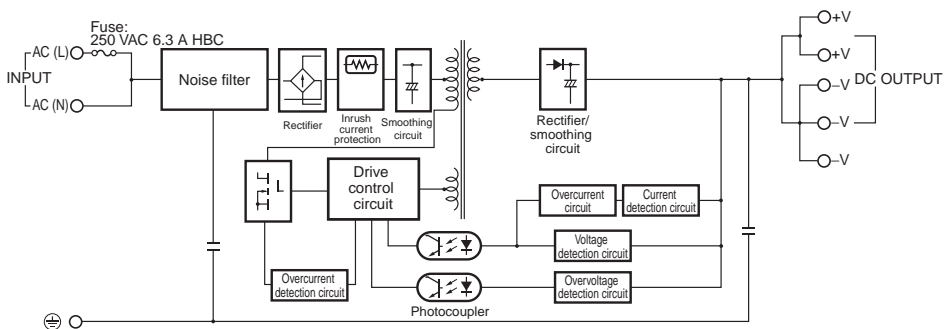 Fuse:
250 VAC 6.3 A HBC
AC (L)
INPUT
AC (N)
Noise filter
Rectifier
Inrush
current
protection
Smoothing
circuit
Rectifier/
smoothing
circuit
+V
+V
DC OUTPUT
−V
−V
−V
Drive
control
circuit
Overcurrent
circuit
Current
detection circuit
Voltage
detection circuit
Overcurrent
detection circuit
Overvoltage
detection circuit
Photocoupler